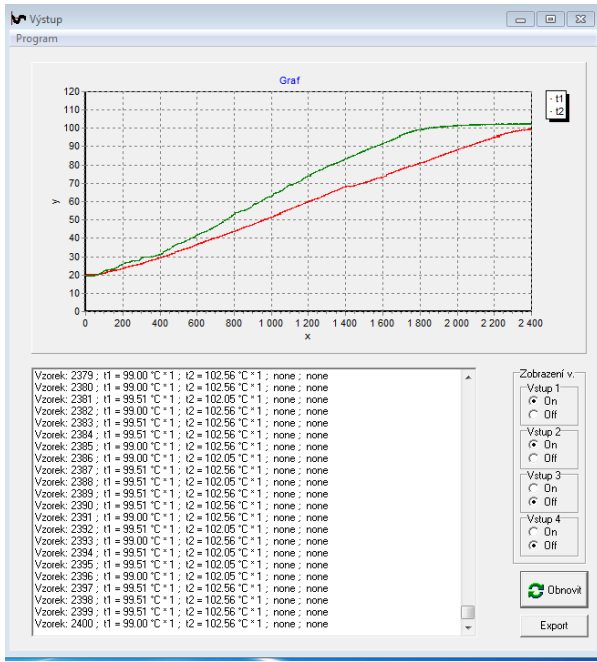 Výstup
Program
Graf
t1
t2
120
110
100
90
80
70
60
50
40
30
20
10
0
y
0 200 400 600 800 1 000 1 200 1 400 1 600 1 800 2 000 2 200 2 400
x
Vzorek: 2379 ; t1 = 99.00 °C * 1 ; t2 = 102.56 °C * 1 ; none ; none
Vzorek: 2380 ; t1 = 99.51 °C * 1 ; t2 = 102.56 °C * 1 ; none ; none
Vzorek: 2381 ; t1 = 99.51 °C * 1 ; t2 = 102.05 °C * 1 ; none ; none
Vzorek: 2382 ; t1 = 99.00 °C * 1 ; t2 = 102.56 °C * 1 ; none ; none
Vzorek: 2383 ; t1 = 99.51 °C * 1 ; t2 = 102.56 °C * 1 ; none ; none
Vzorek: 2384 ; t1 = 99.51 °C * 1 ; t2 = 102.56 °C * 1 ; none ; none
Vzorek: 2385 ; t1 = 99.00 °C * 1 ; t2 = 102.56 °C * 1 ; none ; none
Vzorek: 2386 ; t1 = 99.51 °C * 1 ; t2 = 102.05 °C * 1 ; none ; none
Vzorek: 2387 ; t1 = 99.51 °C * 1 ; t2 = 102.56 °C * 1 ; none ; none
Vzorek: 2388 ; t1 = 99.51 °C * 1 ; t2 = 102.05 °C * 1 ; none ; none
Vzorek: 2389 ; t1 = 99.51 °C * 1 ; t2 = 102.56 °C * 1 ; none ; none
Vzorek: 2390 ; t1 = 99.51 °C * 1 ; t2 = 102.56 °C * 1 ; none ; none
Vzorek: 2391 ; t1 = 99.00 °C * 1 ; t2 = 102.56 °C * 1 ; none ; none
Vzorek: 2392 ; t1 = 99.51 °C * 1 ; t2 = 102.05 °C * 1 ; none ; none
Vzorek: 2393 ; t1 = 99.00 °C * 1 ; t2 = 102.56 °C * 1 ; none ; none
Vzorek: 2394 ; t1 = 99.51 °C * 1 ; t2 = 102.05 °C * 1 ; none ; none
Vzorek: 2395 ; t1 = 99.51 °C * 1 ; t2 = 102.05 °C * 1 ; none ; none
Vzorek: 2396 ; t1 = 99.00 °C * 1 ; t2 = 102.05 °C * 1 ; none ; none
Vzorek: 2397 ; t1 = 99.51 °C * 1 ; t2 = 102.56 °C * 1 ; none ; none
Vzorek: 2398 ; t1 = 99.51 °C * 1 ; t2 = 102.56 °C * 1 ; none ; none
Vzorek: 2399 ; t1 = 99.51 °C * 1 ; t2 = 102.56 °C * 1 ; none ; none
Vzorek: 2400 ; t1 = 99.51 °C * 1 ; t2 = 102.56 °C * 1 ; none ; none
Zobrazení v.
Vstup 1
On
Off
Vstup 2
On
Off
Vstup 3
On
Off
Vstup 4
On
Off
Obnovit
Export